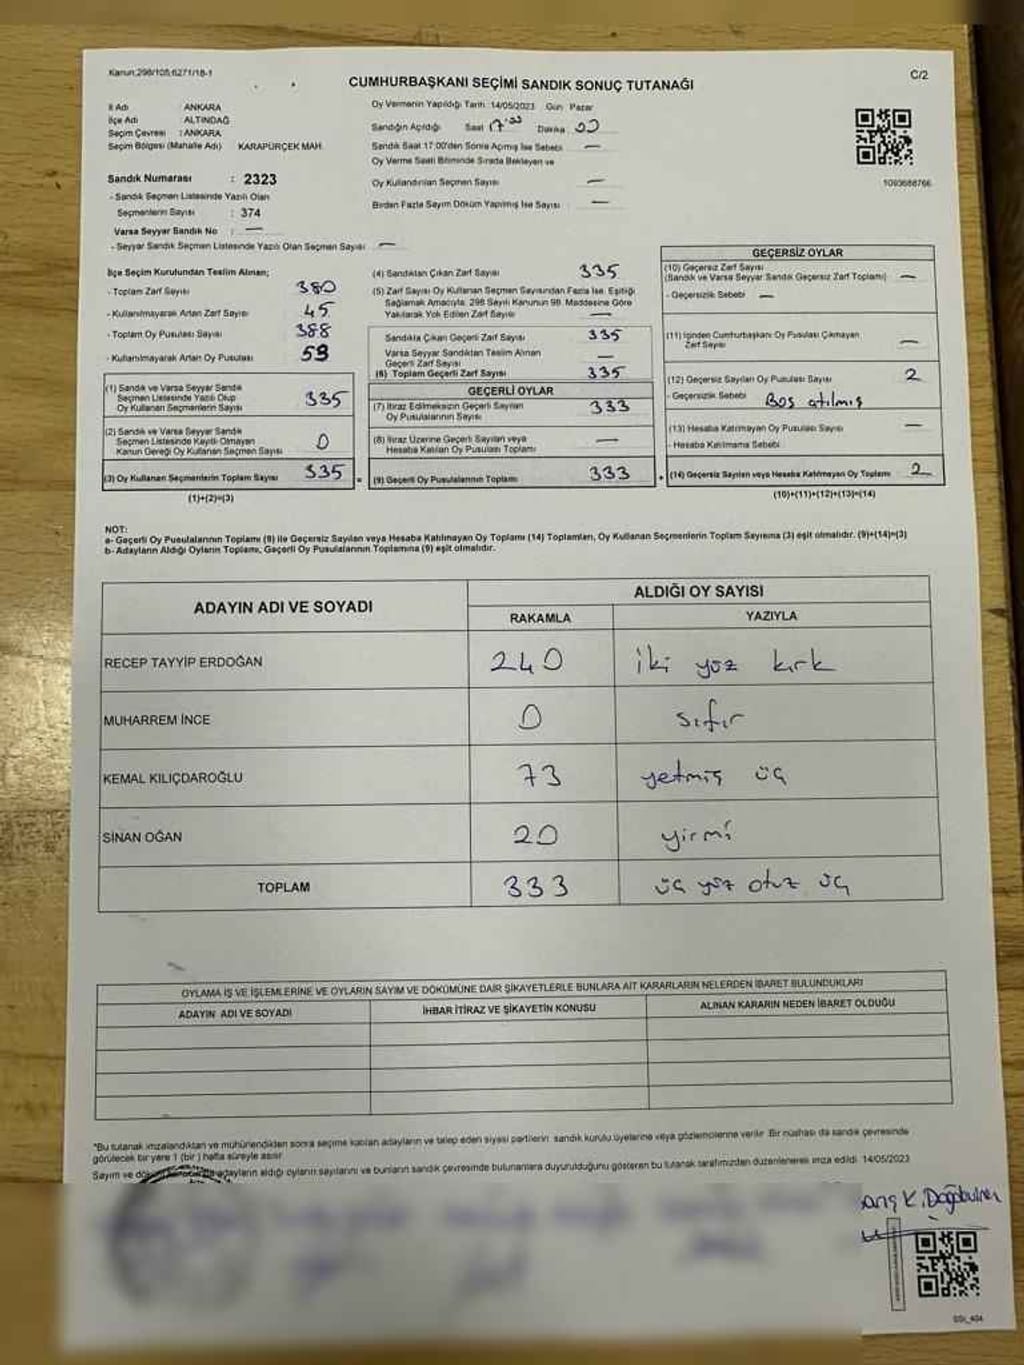 Kanun:298/105;6271/18-1
C/2
CUMHURBAŞKANI SEÇİMİ SANDIK SONUÇ TUTANAĞI
İl Adı ANKARA
İlçe Adı ALTINDAĞ
Seçim Çevresi : ANKARA
Seçim Bölgesi (Mahalle Adı) KARAPÜRÇEK MAH.
Sandık Numarası : 2323
- Sandık Seçmen Listesinde Yazılı Olan
Seçmenlerin Sayısı : 374
Varsa Seyyar Sandık No : —
- Seyyar Sandık Seçmen Listesinde Yazılı Olan Seçmen Sayısı —
Oy Vermenin Yapıldığı Tarih: 14/05/2023 Gün: Pazar
Sandığın Açıldığı Saat 17:00 Dakika 00
Sandık Saat 17:00'den Sonra Açmış İse Sebebi —
Oy Verme Saati Bitiminde Sırada Bekleyen ve
Oy Kullandırılan Seçmen Sayısı —
Birden Fazla Sayım Döküm Yapılmış İse Sayısı : —
1093688766
İlçe Seçim Kurulundan Teslim Alınan;
- Toplam Zarf Sayısı 380
- Kullanılmayarak Artan Zarf Sayısı 45
- Toplam Oy Pusulası Sayısı 388
- Kullanılmayarak Artan Oy Pusulası 53
(1) Sandık ve Varsa Seyyar Sandık
Seçmen Listesinde Yazılı Olup
Oy Kullanan Seçmenlerin Sayısı 335
(2) Sandık ve Varsa Seyyar Sandık
Seçmen Listesinde Kayıtlı Olmayan
Kanun Gereği Oy Kullanan Seçmen Sayısı 0
(3) Oy Kullanan Seçmenlerin Toplam Sayısı 335 =
(1)+(2)=(3)
(4) Sandıktan Çıkan Zarf Sayısı 335
(5) Zarf Sayısı Oy Kullanan Seçmen Sayısından Fazla İse, Eşitliği
Sağlamak Amacıyla, 298 Sayılı Kanunun 98. Maddesine Göre
Yakılarak Yok Edilen Zarf Sayısı —
Sandıkta Çıkan Geçerli Zarf Sayısı 335
Varsa Seyyar Sandıktan Teslim Alınan
Geçerli Zarf Sayısı —
(6) Toplam Geçerli Zarf Sayısı 335
GEÇERLİ OYLAR
(7) İtiraz Edilmeksizin Geçerli Sayılan
Oy Pusulalarının Sayısı 333
(8) İtiraz Üzerine Geçerli Sayılan veya
Hesaba Katılan Oy Pusulası Toplamı —
(9) Geçerli Oy Pusulalarının Toplamı 333 +
GEÇERSİZ OYLAR
(10) Geçersiz Zarf Sayısı
(Sandık ve Varsa Seyyar Sandık Geçersiz Zarf Toplamı) —
- Geçersizlik Sebebi —
(11) İçinden Cumhurbaşkanı Oy Pusulası Çıkmayan
Zarf Sayısı —
(12) Geçersiz Sayılan Oy Pusulası Sayısı 2
- Geçersizlik Sebebi Boş atılmış
(13) Hesaba Katılmayan Oy Pusulası Sayısı —
- Hesaba Katılmama Sebebi
(14) Geçersiz Sayılan veya Hesaba Katılmayan Oy Toplamı 2
(10)+(11)+(12)+(13)=(14)
NOT:
a- Geçerli Oy Pusulalarının Toplamı (9) ile Geçersiz Sayılan veya Hesaba Katılmayan Oy Toplamı (14) Toplamları, Oy Kullanan Seçmenlerin Toplam Sayısına (3) eşit olmalıdır. (9)+(14)=(3)
b- Adayların Aldığı Oyların Toplamı, Geçerli Oy Pusulalarının Toplamına (9) eşit olmalıdır.
ADAYIN ADI VE SOYADI
ALDIĞI OY SAYISI
RAKAMLA YAZIYLA
RECEP TAYYİP ERDOĞAN 240 iki yüz kırk
MUHARREM İNCE 0 sıfır
KEMAL KILIÇDAROĞLU 73 yetmiş üç
SİNAN OĞAN 20 yirmi
TOPLAM 333 üç yüz otuz üç
OYLAMA İŞ VE İŞLEMLERİNE VE OYLARIN SAYIM VE DÖKÜMÜNE DAİR ŞİKAYETLERLE BUNLARA AİT KARARLARIN NELERDEN İBARET BULUNDUKLARI
ADAYIN ADI VE SOYADI İHBAR İTİRAZ VE ŞİKAYETİN KONUSU ALINAN KARARIN NEDEN İBARET OLDUĞU
*Bu tutanak imzalandıktan ve mühürlendikten sonra seçime katılan adayların ve talep eden siyasi partilerin sandık kurulu üyelerine veya gözlemcilerine verilir. Bir nüshası da sandık çevresinde
görülecek bir yere 1 (bir) hafta süreyle asılır.
Sayım ve adayların aldığı oyların sayılarını ve bunların sandık çevresinde bulunanlara duyurulduğunu gösteren bu tutanak tarafımızdan düzenlenerek imza edildi. 14/05/2023